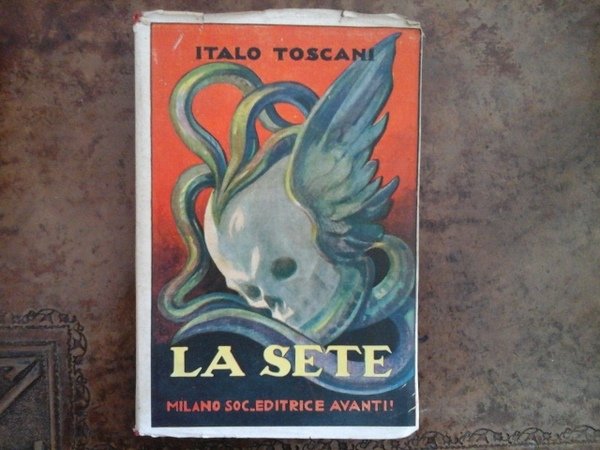 ITALO TOSCANI
LA SETE
MILANO SOC. EDITRICE AVANTI!